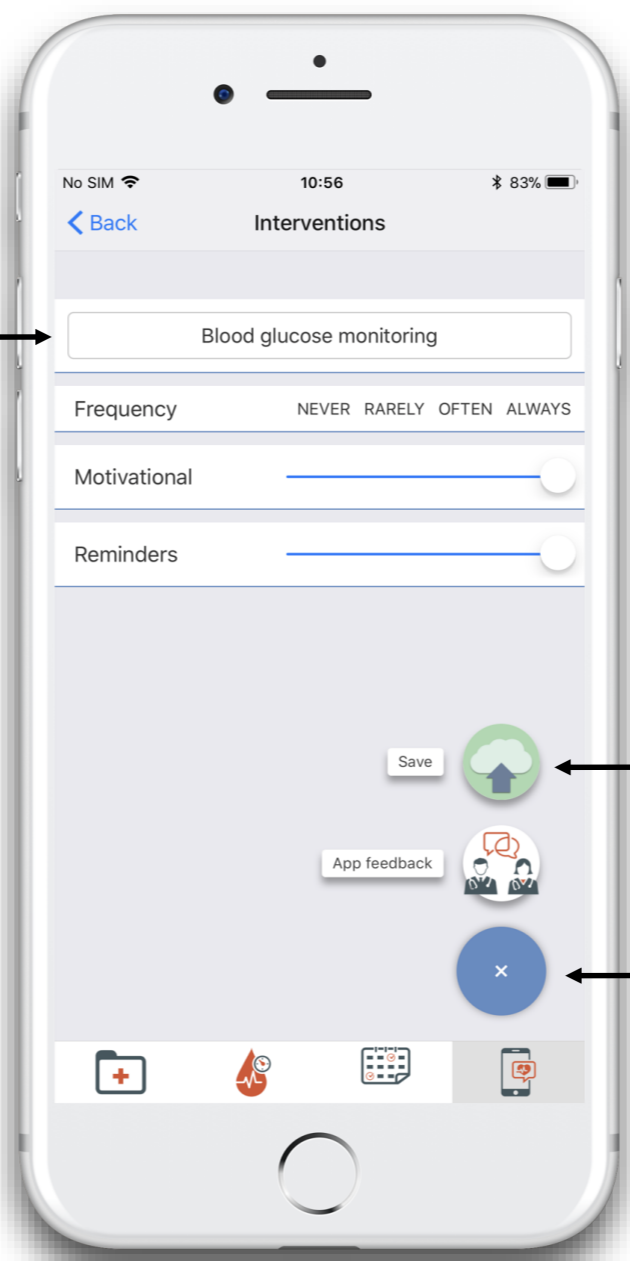 No SIM 10:56 83%
Back Interventions
Blood glucose monitoring
Frequency NEVER RARELY OFTEN ALWAYS
Motivational
Reminders
Save
App feedback